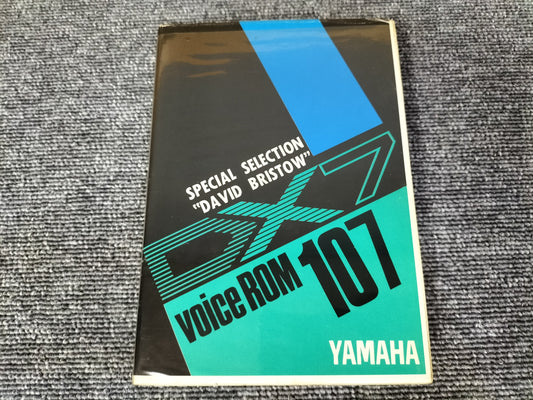 SPECIAL SELECTION
"DAVID BRISTOW"
DX7
voice ROM 107
YAMAHA